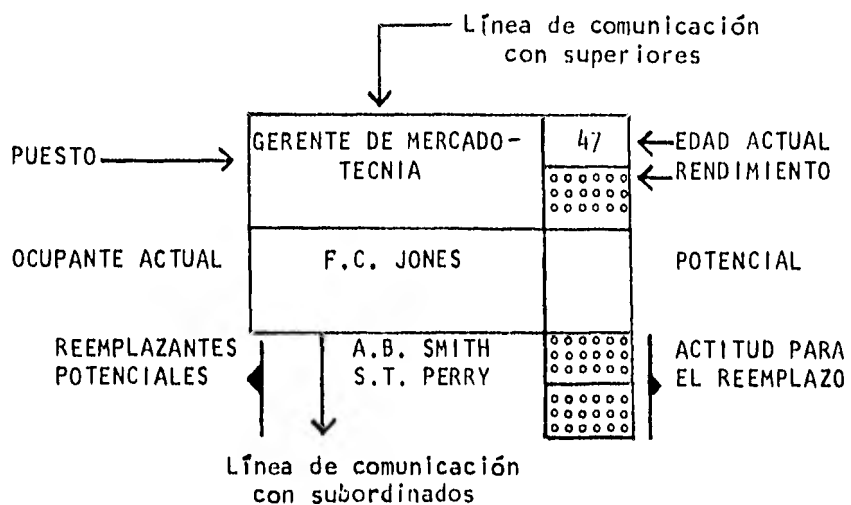 Línea de comunicación
con superiores
PUESTO
GERENTE DE MERCADO-
TECNIA
47
EDAD ACTUAL
RENDIMIENTO
OCUPANTE ACTUAL
F.C. JONES
POTENCIAL
REEMPLAZANTES
POTENCIALES
A.B. SMITH
S.T. PERRY
ACTITUD PARA
EL REEMPLAZO
Línea de comunicación
con subordinados